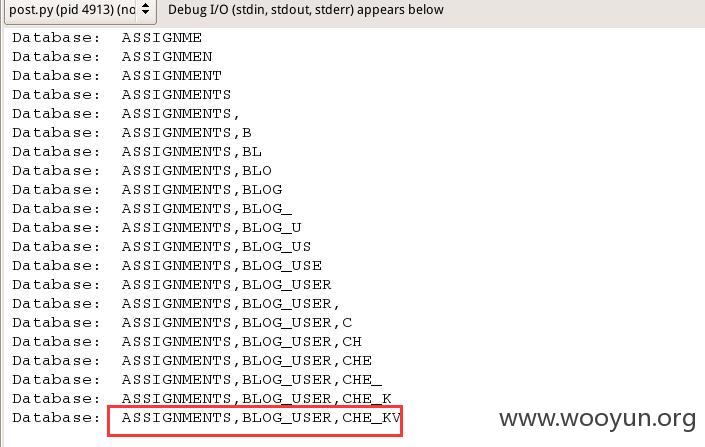 post.py (pid 4913) (no Debug I/O (stdin, stdout, stderr) appears below
Database: ASSIGNME
Database: ASSIGNMEN
Database: ASSIGNMENT
Database: ASSIGNMENTS
Database: ASSIGNMENTS,
Database: ASSIGNMENTS,B
Database: ASSIGNMENTS,BL
Database: ASSIGNMENTS,BLO
Database: ASSIGNMENTS,BLOG
Database: ASSIGNMENTS,BLOG_
Database: ASSIGNMENTS,BLOG_U
Database: ASSIGNMENTS,BLOG_US
Database: ASSIGNMENTS,BLOG_USE
Database: ASSIGNMENTS,BLOG_USER
Database: ASSIGNMENTS,BLOG_USER,
Database: ASSIGNMENTS,BLOG_USER,C
Database: ASSIGNMENTS,BLOG_USER,CH
Database: ASSIGNMENTS,BLOG_USER,CHE
Database: ASSIGNMENTS,BLOG_USER,CHE_
Database: ASSIGNMENTS,BLOG_USER,CHE_K
Database: ASSIGNMENTS,BLOG_USER,CHE_KV
www.wooyun.org